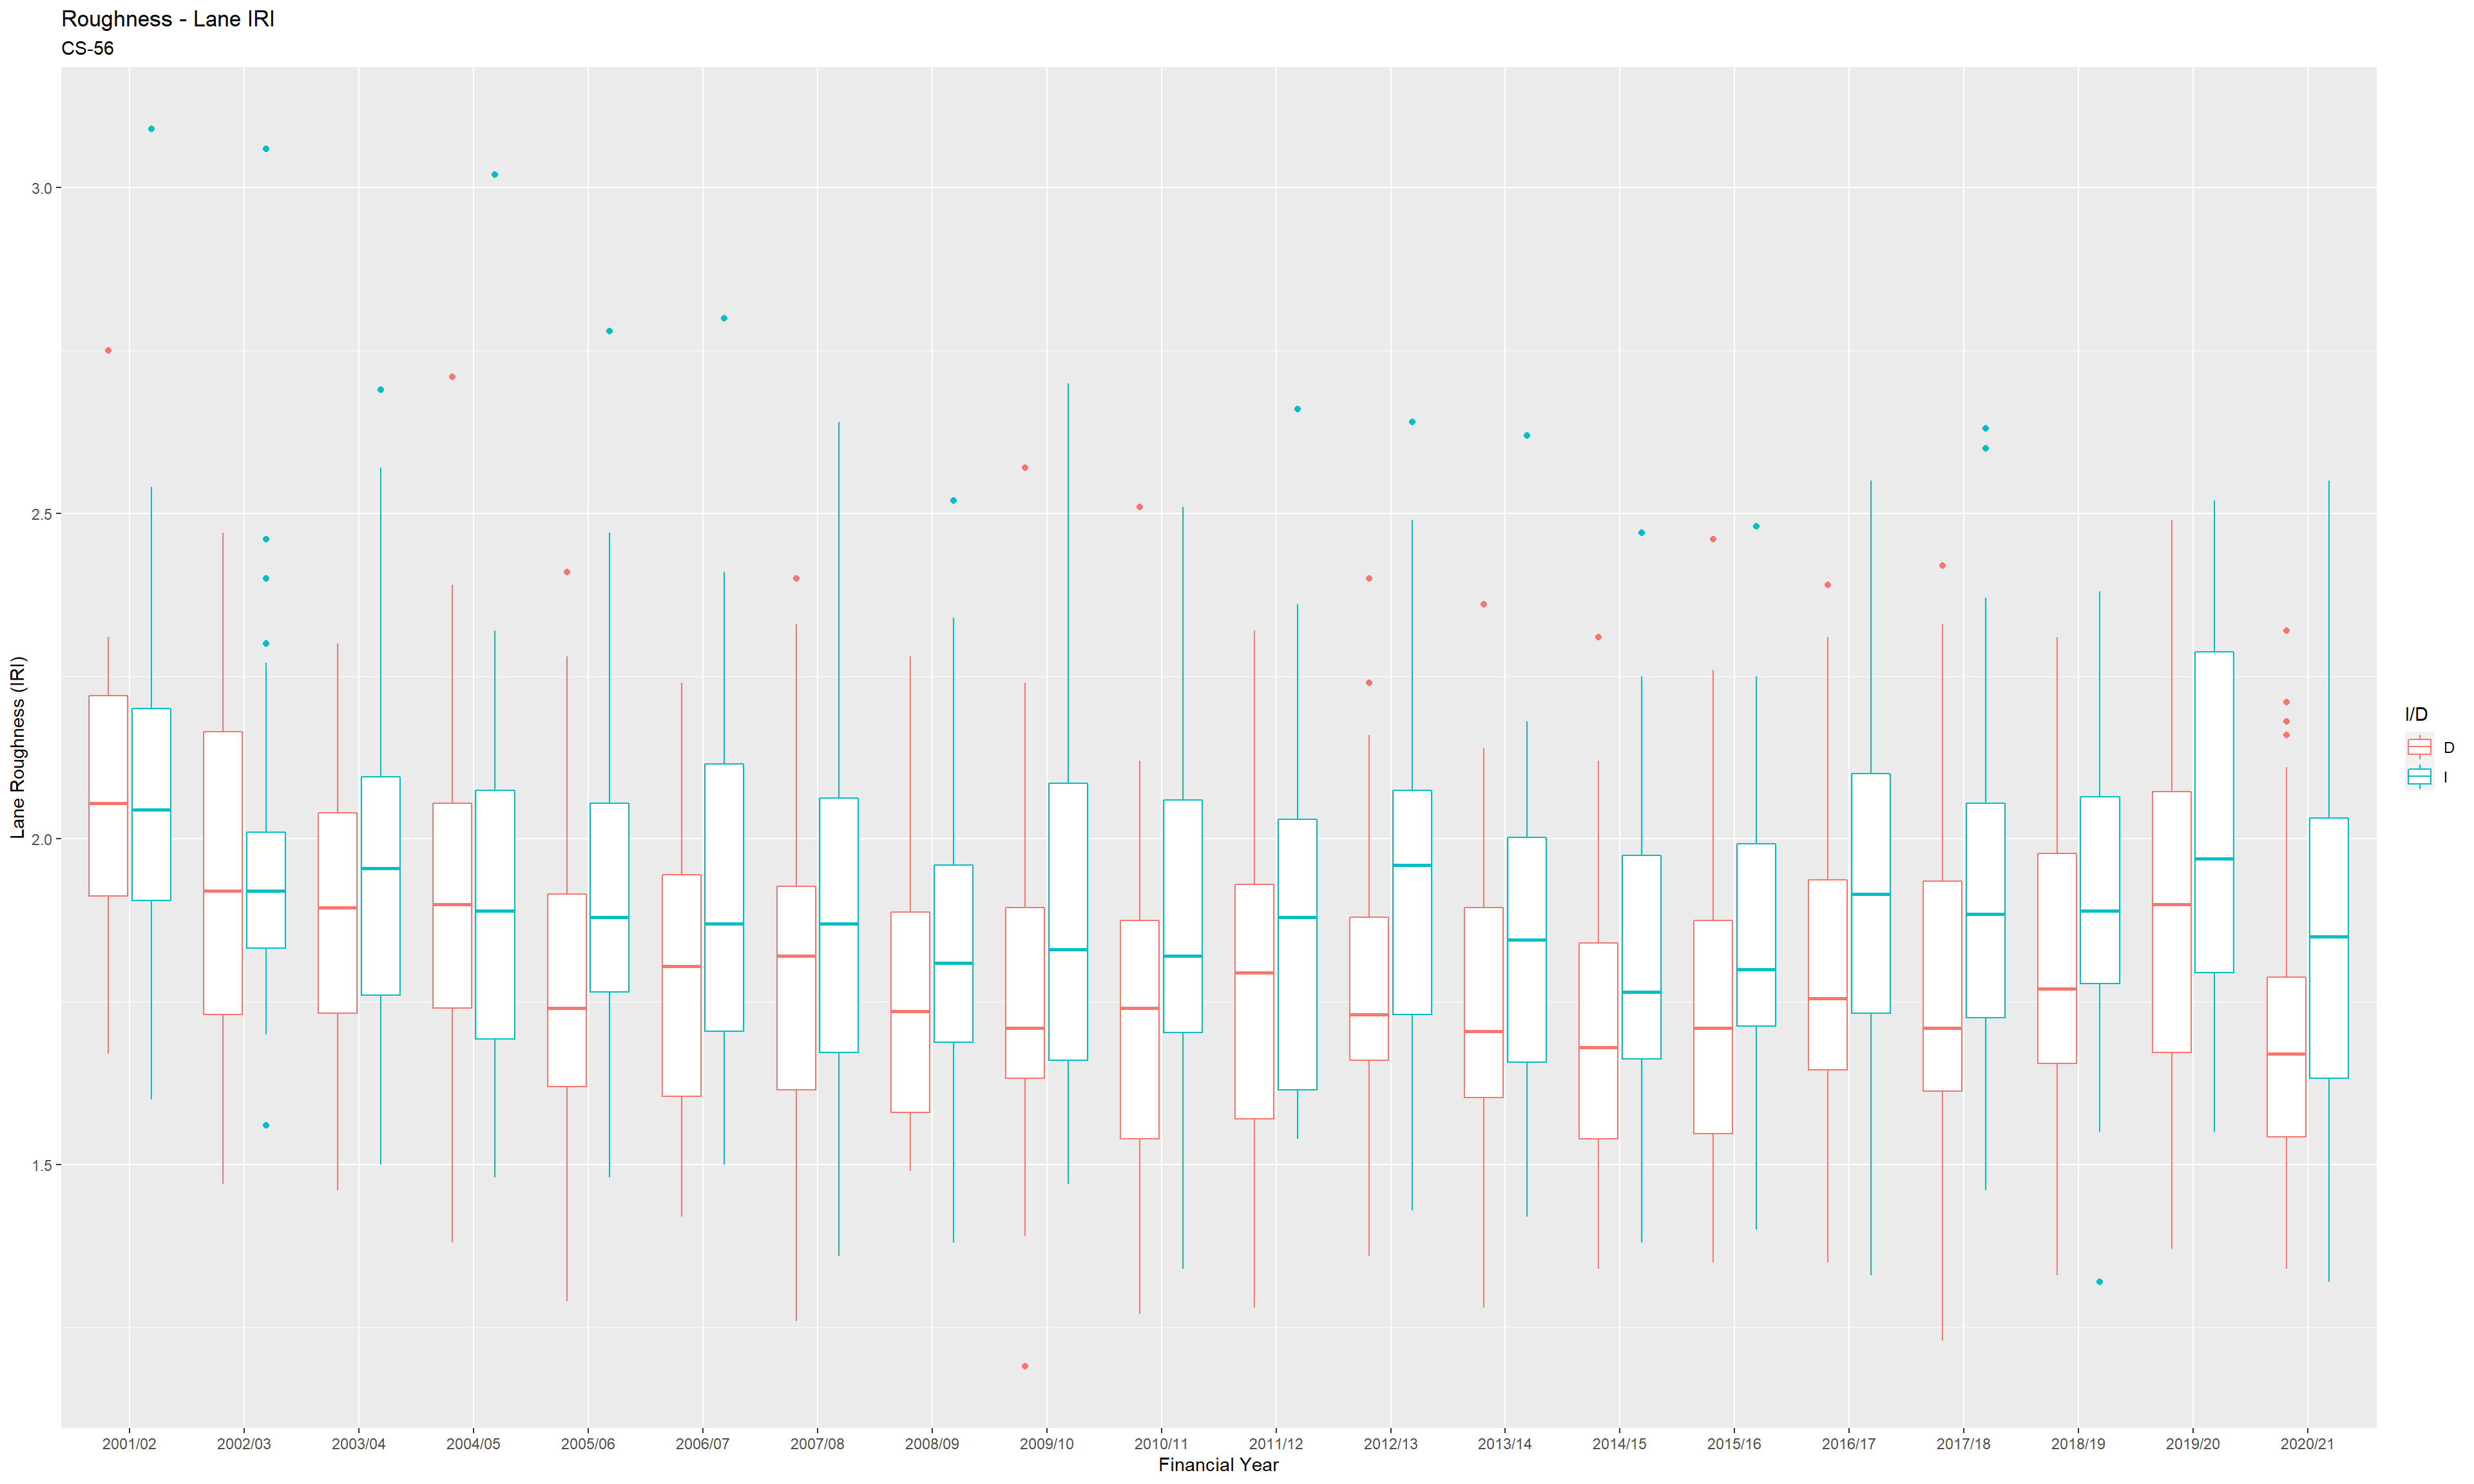 Roughness - Lane IRI
CS-56
Lane Roughness (IRI)
3.0
2.5
2.0
1.5
2001/02 2002/03 2003/04 2004/05 2005/06 2006/07 2007/08 2008/09 2009/10 2010/11 2011/12 2012/13 2013/14 2014/15 2015/16 2016/17 2017/18 2018/19 2019/20 2020/21
Financial Year
I/D
D
I